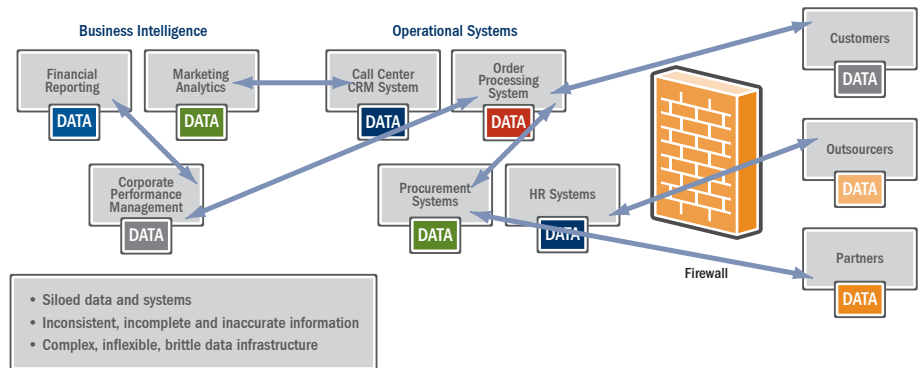 Business Intelligence
Operational Systems
Financial
Reporting
DATA
Marketing
Analytics
DATA
Call Center
CRM System
DATA
Order
Processing
System
DATA
Customers
DATA
Corporate
Performance
Management
DATA
Procurement
Systems
DATA
HR Systems
DATA
Outsourcers
DATA
Firewall
Partners
DATA
• Siloed data and systems
• Inconsistent, incomplete and inaccurate information
• Complex, inflexible, brittle data infrastructure